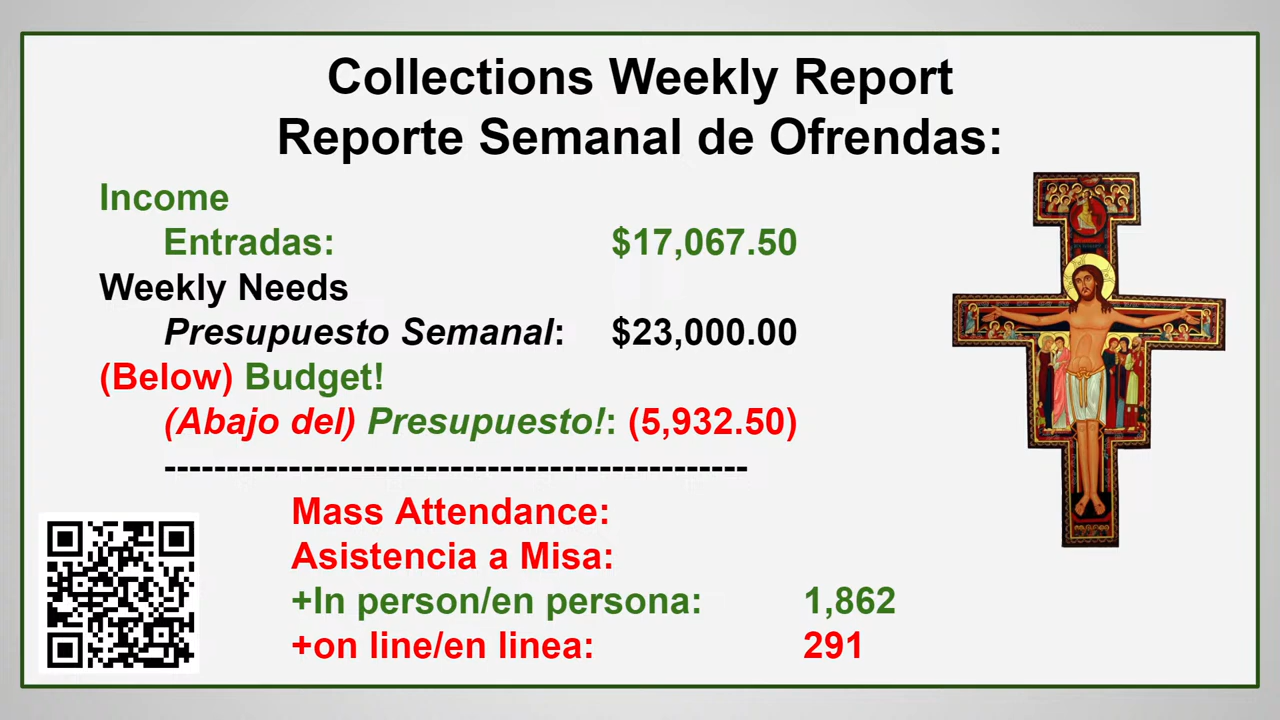 Collections Weekly Report
Reporte Semanal de Ofrendas:
Income
Entradas: $17,067.50
Weekly Needs
Presupuesto Semanal: $23,000.00
(Below) Budget!
(Abajo del) Presupuesto!: (5,932.50)
-----------------------------------------------
Mass Attendance:
Asistencia a Misa:
+In person/en persona: 1,862
+on line/en linea: 291